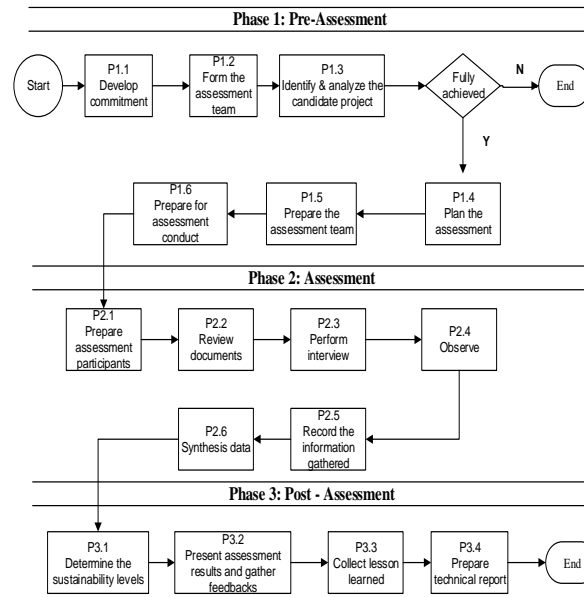 Phase 1: Pre-Assessment
Start
P1.1
Develop
commitment
P1.2
Form the
assessment
team
P1.3
Identify & analyze the
candidate project
Fully
achieved
N
End
Y
P1.6
Prepare for
assessment
conduct
P1.5
Prepare the
assessment team
P1.4
Plan the
assessment
Phase 2: Assessment
P2.1
Prepare
assessment
participants
P2.2
Review
documents
P2.3
Perform
interview
P2.4
Observe
P2.6
Synthesis data
P2.5
Record the
information
gathered
Phase 3: Post - Assessment
P3.1
Determine the
sustainability levels
P3.2
Present assessment
results and gather
feedbacks
P3.3
Collect lesson
learned
P3.4
Prepare
technical report
End